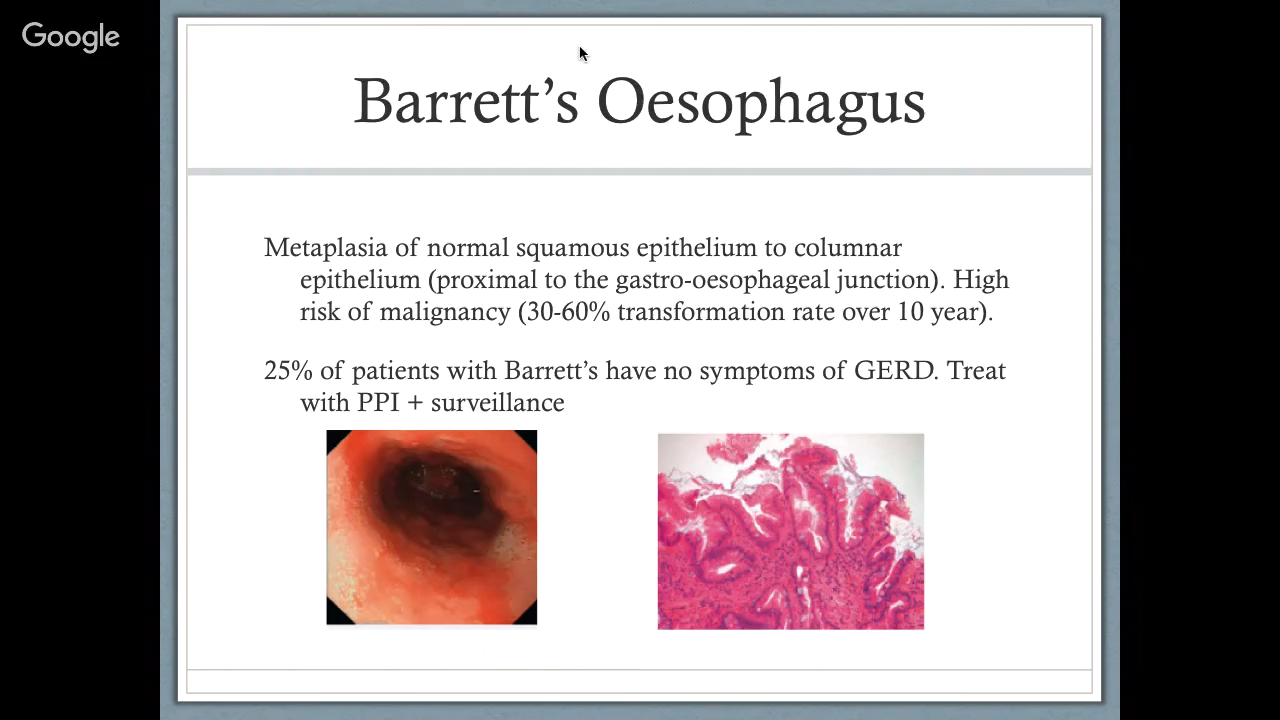 Google
Barrett’s Oesophagus
Metaplasia of normal squamous epithelium to columnar
epithelium (proximal to the gastro-oesophageal junction). High
risk of malignancy (30-60% transformation rate over 10 year).
25% of patients with Barrett’s have no symptoms of GERD. Treat
with PPI + surveillance